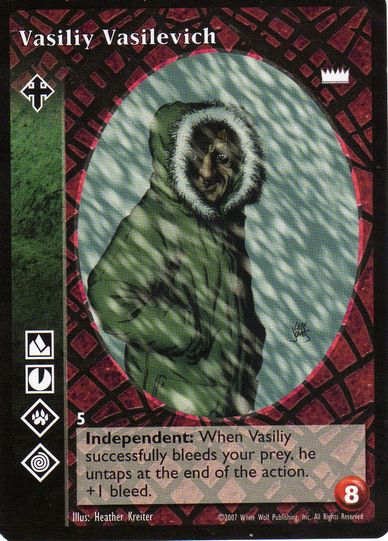 Vasiliy Vasilevich
5
Independent: When Vasiliy
successfully bleeds your prey, he
untaps at the end of the action.
+1 bleed.
8
Illus: Heather Kreiter
©2007 White Wolf Publishing, Inc. All Rights Reserved